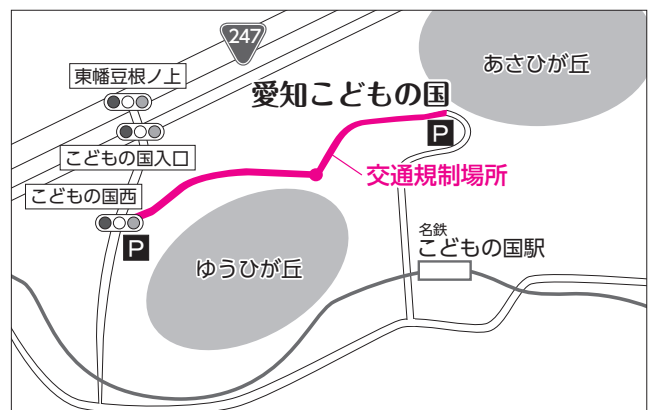 247
あさひが丘
東幡豆根ノ上
愛知こどもの国
P
こどもの国入口
交通規制場所
こどもの国西
P
名鉄
こどもの国駅
ゆうひが丘